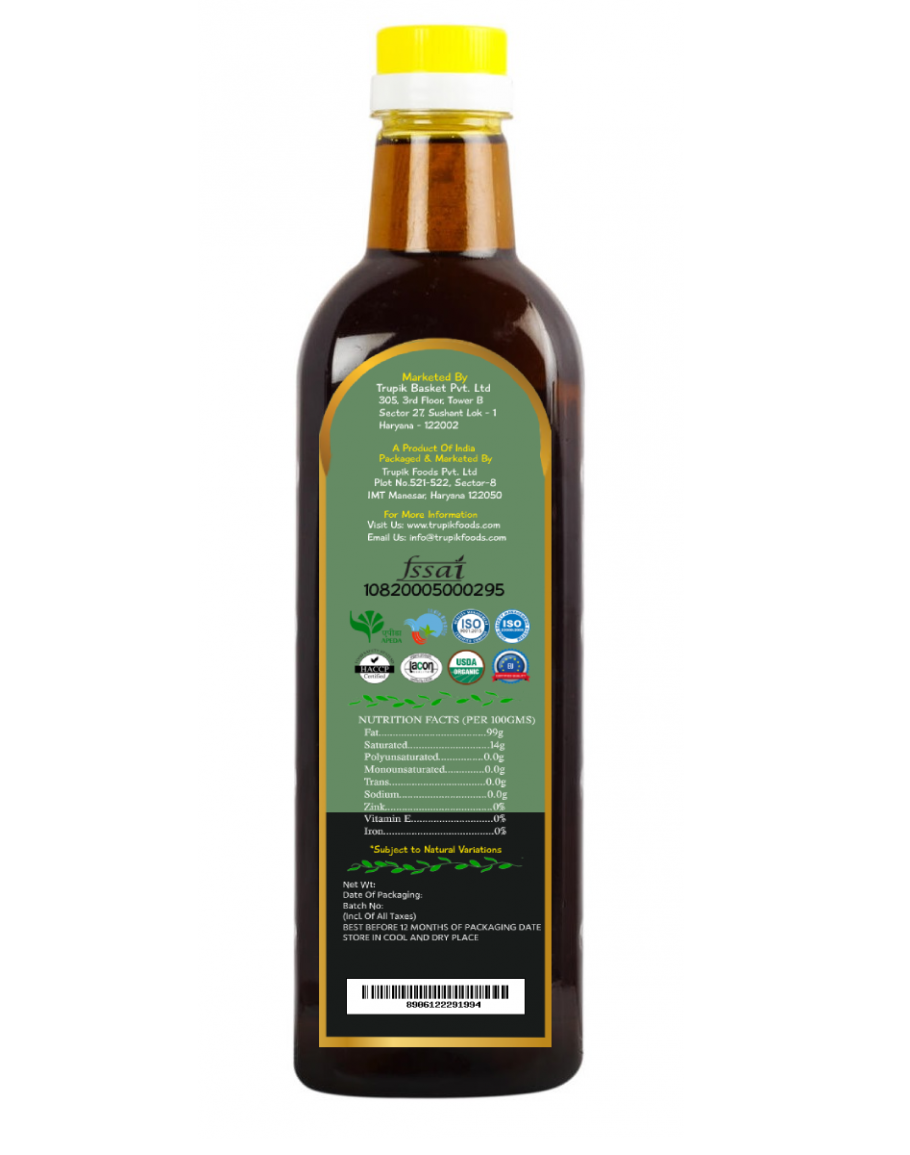 Marketed By
Trupik Basket Pvt. Ltd
305, 3rd Floor, Tower B
Sector 27, Sushant Lok - 1
Haryana - 122002
A Product Of India
Packaged & Marketed By
Trupik Foods Pvt. Ltd
Plot No.521-522, Sector-8
IMT Manesar, Haryana 122050
For More Information
Visit Us: www.trupikfoods.com
Email Us: info@trupikfoods.com
fssai
10820005000295
एपीडा
APEDA
ISO
ISO
HACCP
Certified
lacon
USDA
ORGANIC
BI
NUTRITION FACTS (PER 100GMS)
Fat....................................99g
Saturated...........................14g
Polyunsaturated...............0.0g
Monounsaturated.............0.0g
Trans................................0.0g
Sodium.............................0.0g
Zink....................................0%
Vitamin E...........................0%
Iron.....................................0%
*Subject to Natural Variations
Net Wt:
Date Of Packaging:
Batch No:
(Incl. Of All Taxes)
BEST BEFORE 12 MONTHS OF PACKAGING DATE
STORE IN COOL AND DRY PLACE
8906122291994